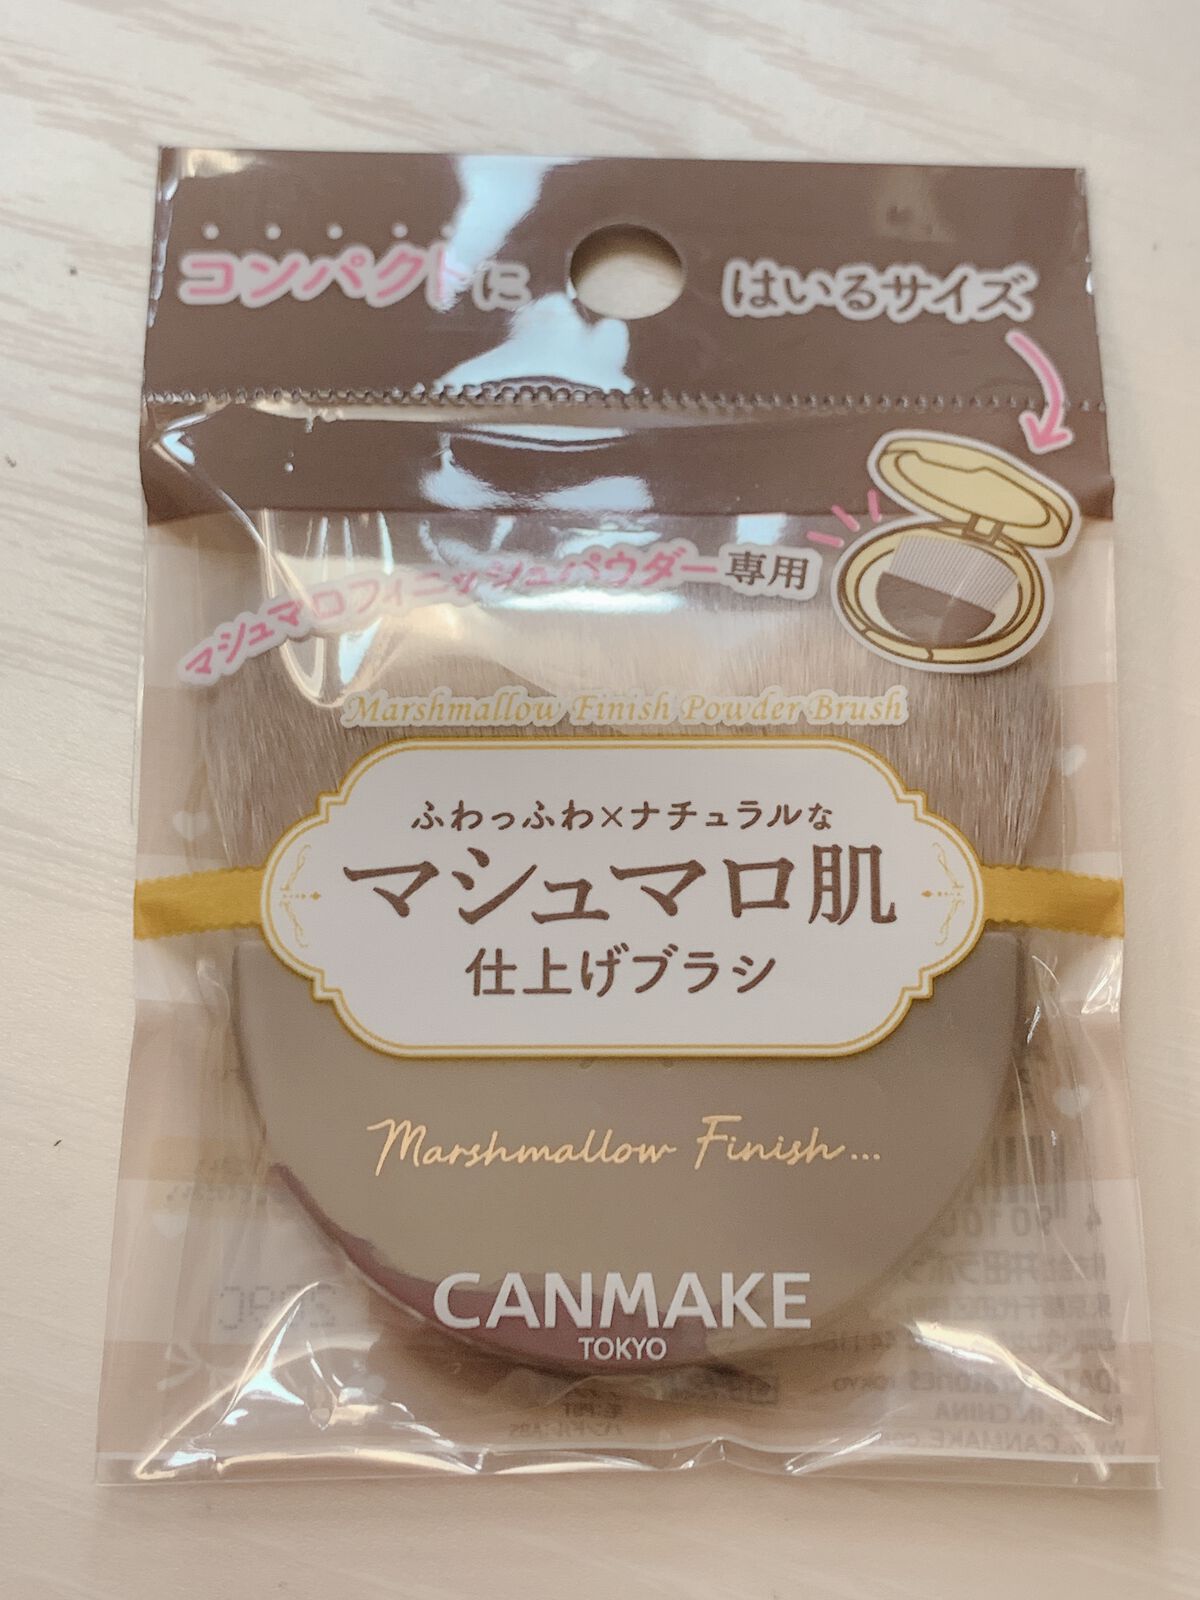 コンパクトに はいるサイズ
マシュマロフィニッシュパウダー専用
Marshmallow Finish Powder Brush
ふわっふわ×ナチュラルな
マシュマロ肌
仕上げブラシ
Marshmallow Finish...
CANMAKE
TOKYO
MADE IN CHINA